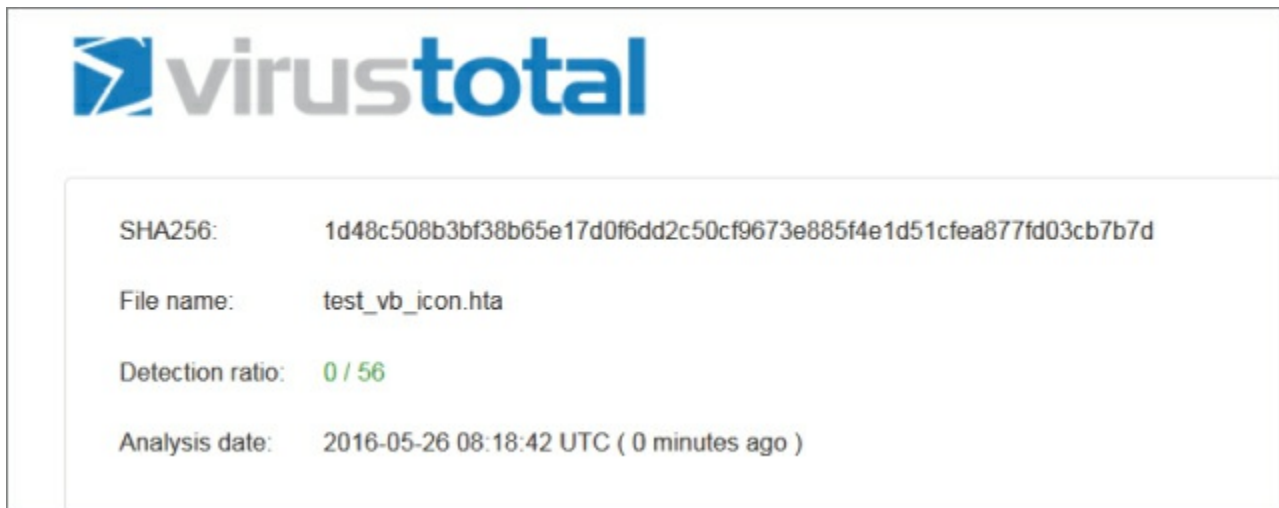 virustotal
SHA256: 1d48c508b3bf38b65e17d0f6dd2c50cf9673e885f4e1d51cfea877fd03cb7b7d
File name: test_vb_icon.hta
Detection ratio: 0 / 56
Analysis date: 2016-05-26 08:18:42 UTC ( 0 minutes ago )